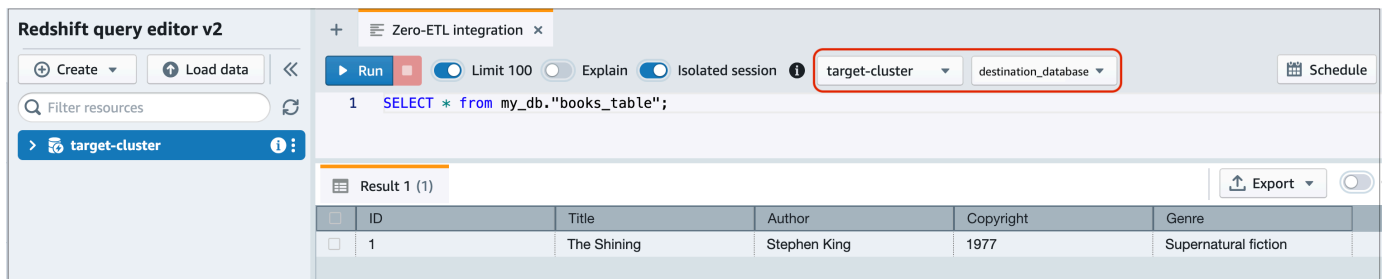 Redshift query editor v2
Create
Load data
Filter resources
target-cluster
Zero-ETL integration
Run
Limit 100
Explain
Isolated session
target-cluster
destination_database
Schedule
1 SELECT * from my_db."books_table";
Result 1 (1)
Export
ID Title Author Copyright Genre
1 The Shining Stephen King 1977 Supernatural fiction